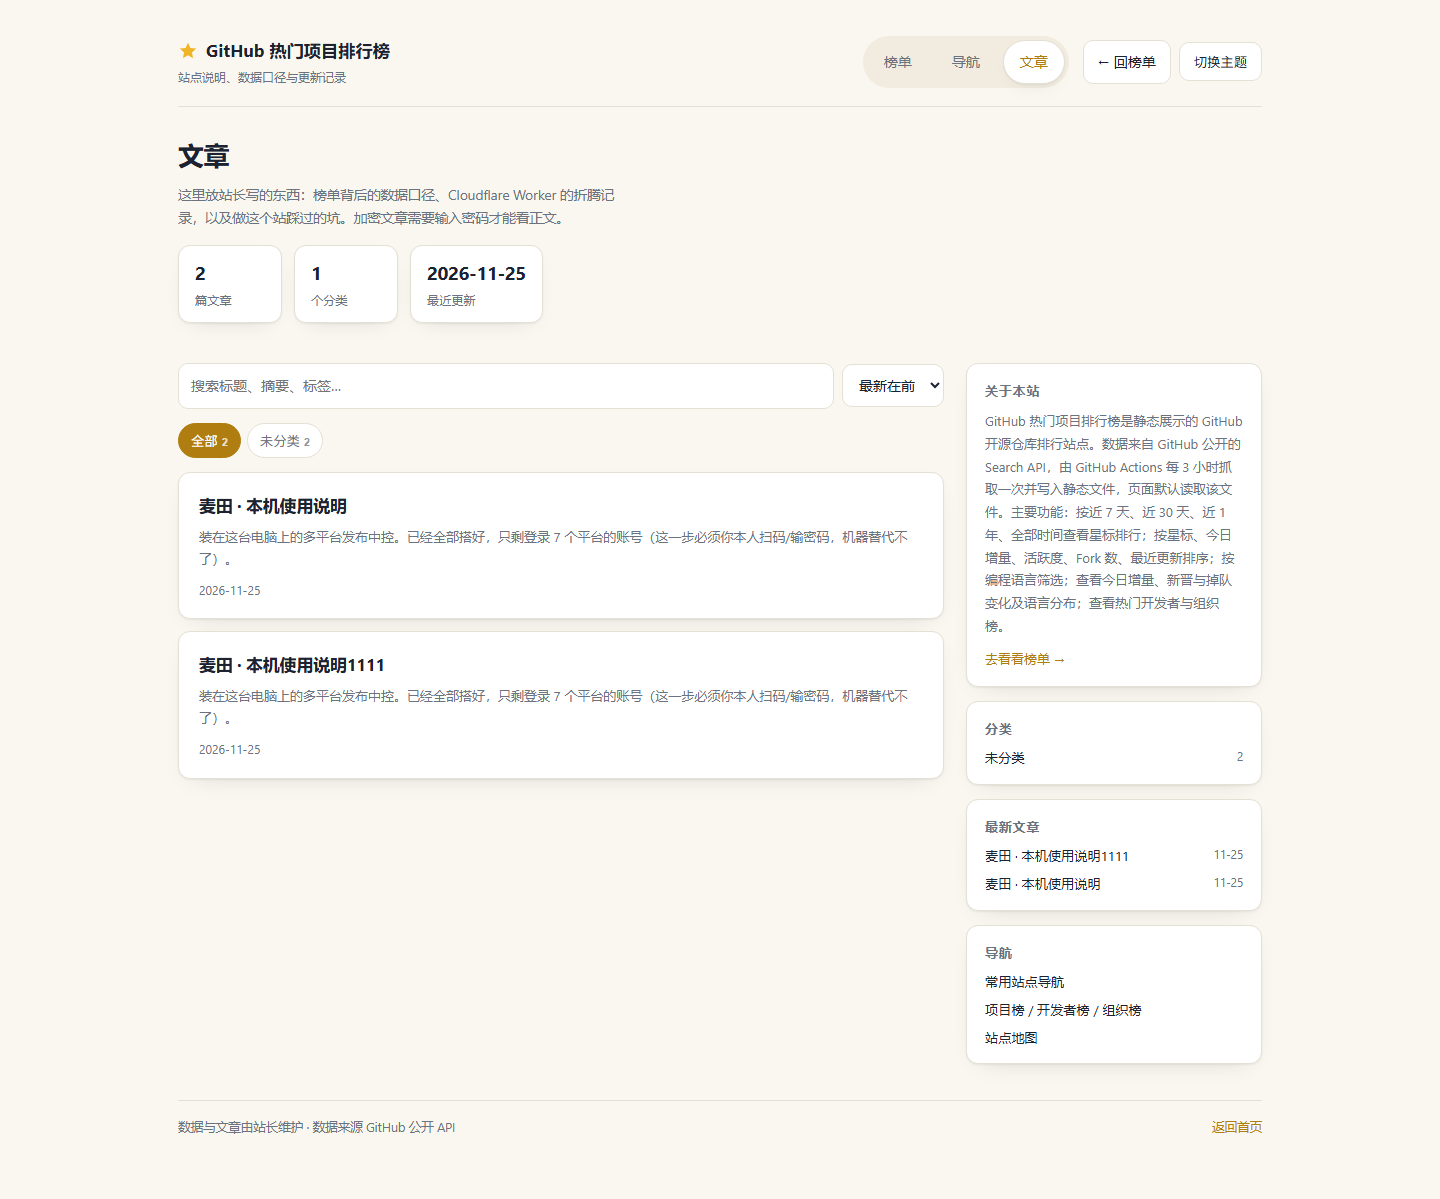 GitHub 热门项目排行榜
站点说明、数据口径与更新记录
榜单
导航
文章
← 回榜单
切换主题
文章
这里放站长写的东西：榜单背后的数据口径、Cloudflare Worker 的折腾记
录，以及做这个站踩过的坑。加密文章需要输入密码才能看正文。
2
篇文章
1
个分类
2026-11-25
最近更新
搜索标题、摘要、标签...
最新在前
全部 2
未分类 2
麦田 · 本机使用说明
装在这台电脑上的多平台发布中控。已经全部搭好，只剩登录 7 个平台的账号（这一步必须你本人扫码/输密码，机器替代不
了）。
2026-11-25
麦田 · 本机使用说明1111
装在这台电脑上的多平台发布中控。已经全部搭好，只剩登录 7 个平台的账号（这一步必须你本人扫码/输密码，机器替代不
了）。
2026-11-25
关于本站
GitHub 热门项目排行榜是静态展示的 GitHub
开源仓库排行站点。数据来自 GitHub 公开的
Search API，由 GitHub Actions 每 3 小时抓
取一次并写入静态文件，页面默认读取该文
件。主要功能：按近 7 天、近 30 天、近 1
年、全部时间查看星标排行；按星标、今日
增量、活跃度、Fork 数、最近更新排序；按
编程语言筛选；查看今日增量、新晋与掉队
变化及语言分布；查看热门开发者与组织
榜。
去看看榜单 →
分类
未分类 2
最新文章
麦田 · 本机使用说明1111 11-25
麦田 · 本机使用说明 11-25
导航
常用站点导航
项目榜 / 开发者榜 / 组织榜
站点地图
数据与文章由站长维护 · 数据来源 GitHub 公开 API
返回首页